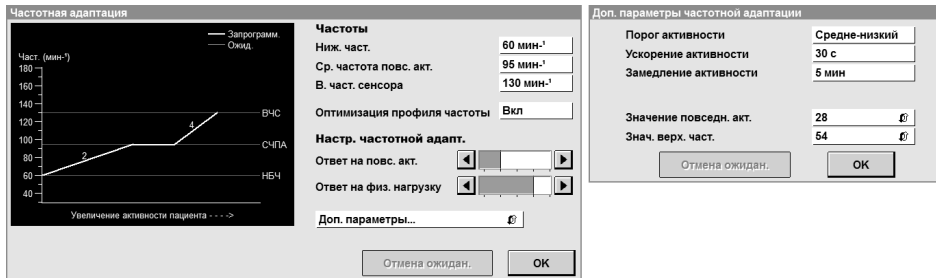 Частотная адаптация
Запрограмм.
Ожид.
Част. (мин-¹)
180
160
140
120
100
80
60
40
2
4
ВЧС
СЧПА
НБЧ
Увеличение активности пациента - - - ->
Частоты
Ниж. част. 60 мин-¹
Ср. частота повс. акт. 95 мин-¹
В. част. сенсора 130 мин-¹
Оптимизация профиля частоты Вкл
Настр. частотной адапт.
Ответ на повс. акт.
Ответ на физ. нагрузку
Доп. параметры...
Отмена ожидан. OK
Доп. параметры частотной адаптации
Порог активности Средне-низкий
Ускорение активности 30 с
Замедление активности 5 мин
Значение повседн. акт. 28
Знач. верх. част. 54
Отмена ожидан. OK